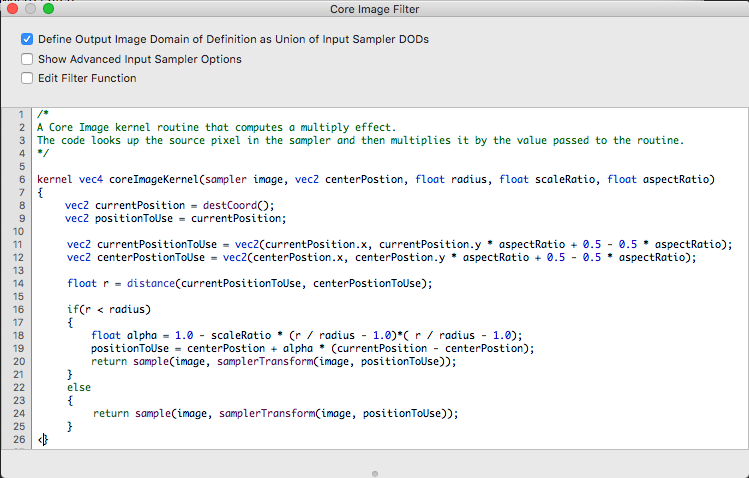 Core Image Filter
Define Output Image Domain of Definition as Union of Input Sampler DODs
Show Advanced Input Sampler Options
Edit Filter Function
1 /*
2 A Core Image kernel routine that computes a multiply effect.
3 The code looks up the source pixel in the sampler and then multiplies it by the value passed to the routine.
4 */
5
6 kernel vec4 coreImageKernel(sampler image, vec2 centerPostion, float radius, float scaleRatio, float aspectRatio)
7 {
8 vec2 currentPosition = destCoord();
9 vec2 positionToUse = currentPosition;
10
11 vec2 currentPositionToUse = vec2(currentPosition.x, currentPosition.y * aspectRatio + 0.5 - 0.5 * aspectRatio);
12 vec2 centerPostionToUse = vec2(centerPostion.x, centerPostion.y * aspectRatio + 0.5 - 0.5 * aspectRatio);
13
14 float r = distance(currentPositionToUse, centerPostionToUse);
15
16 if(r < radius)
17 {
18 float alpha = 1.0 - scaleRatio * (r / radius - 1.0)*( r / radius - 1.0);
19 positionToUse = centerPostion + alpha * (currentPosition - centerPostion);
20 return sample(image, samplerTransform(image, positionToUse));
21 }
22 else
23 {
24 return sample(image, samplerTransform(image, positionToUse));
25 }
26 <}